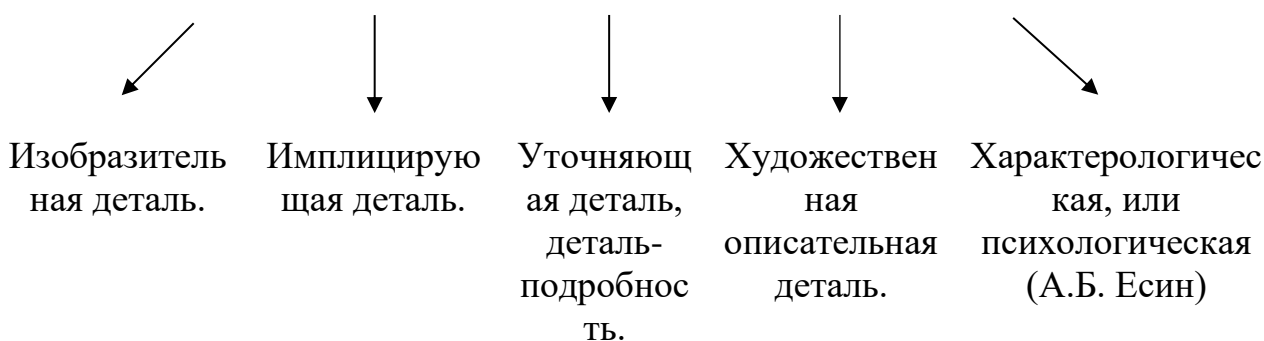 Изобразитель
ная деталь.
Имплицирую
щая деталь.
Уточняющ
ая деталь,
деталь-
подробнос
ть.
Художествен
ная
описательная
деталь.
Характерологичес
кая, или
психологическая
(А.Б. Есин)